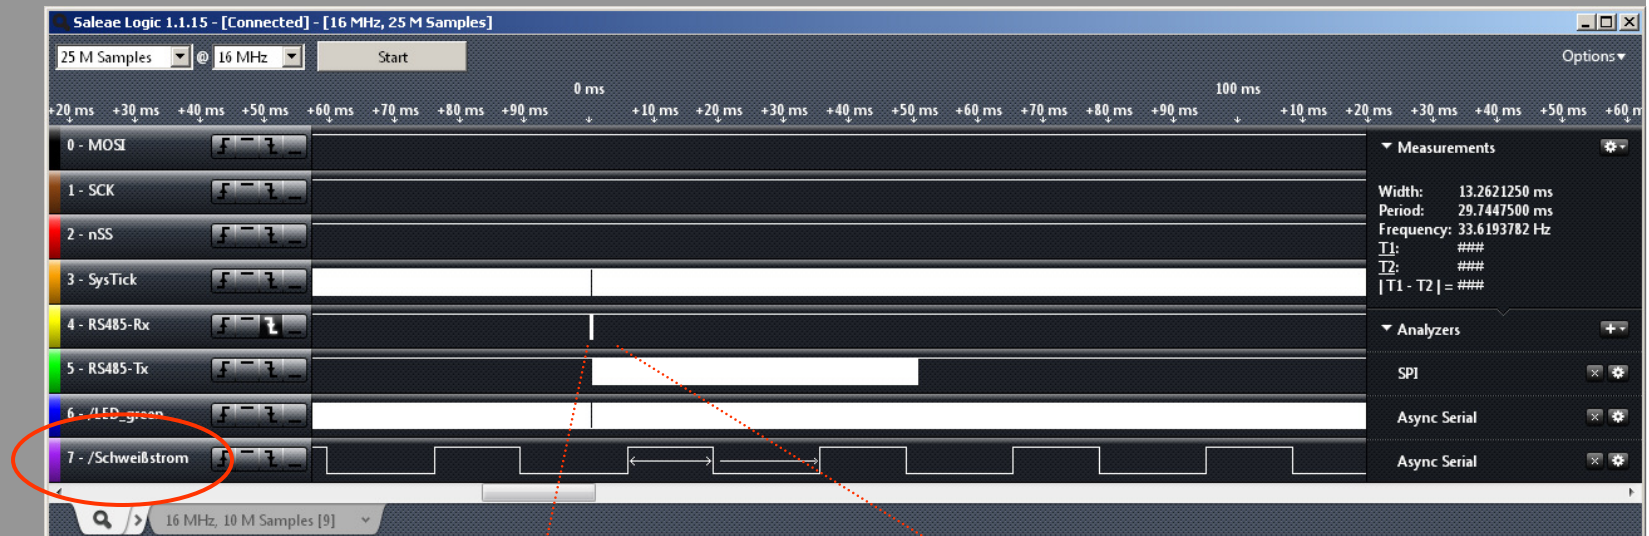 Saleae Logic 1.1.15 - [Connected] - [16 MHz, 25 M Samples]
25 M Samples @ 16 MHz Start Options
0 ms 100 ms
+20 ms +30 ms +40 ms +50 ms +60 ms +70 ms +80 ms +90 ms +10 ms +20 ms +30 ms +40 ms +50 ms +60 ms +70 ms +80 ms +90 ms +10 ms +20 ms +30 ms +40 ms +50 ms +60 m
0 - MOSI
1 - SCK
2 - nSS
3 - SysTick
4 - RS485-Rx
5 - RS485-Tx
6 - /LED_green
7 - /Schweißstrom
Measurements
Width: 13.2621250 ms
Period: 29.7447500 ms
Frequency: 33.6193782 Hz
T1: ###
T2: ###
| T1 - T2 | = ###
Analyzers
SPI
Async Serial
Async Serial
16 MHz, 10 M Samples [9]